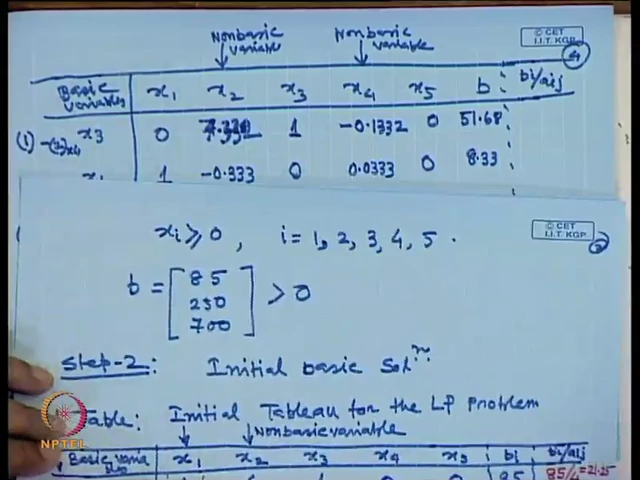 Nonbasic variable Nonbasic variable
© CET I.I.T. KGP
4
Basic variables x₁ x₂ x₃ x₄ x₅ b bi/aij
x₃ 0 1 -0.1332 0 51.68
1 -0.333 0 0.0333 0 8.33
xi ≥ 0, i = 1, 2, 3, 4, 5.
© CET I.I.T. KGP
b = [85 250 700] > 0
Step-2: Initial basic Solⁿ:
Table: Initial Tableau for the LP problem
Nonbasic variable
Basic x₁ x₂ x₃ x₄ x₅ bi bi/aij
85 85/4 = 21.25
NPTEL